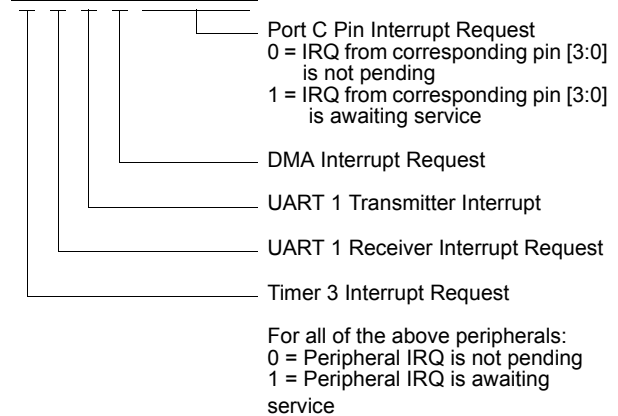 Port C Pin Interrupt Request
0 = IRQ from corresponding pin [3:0]
is not pending
1 = IRQ from corresponding pin [3:0]
is awaiting service
DMA Interrupt Request
UART 1 Transmitter Interrupt
UART 1 Receiver Interrupt Request
Timer 3 Interrupt Request
For all of the above peripherals:
0 = Peripheral IRQ is not pending
1 = Peripheral IRQ is awaiting
service